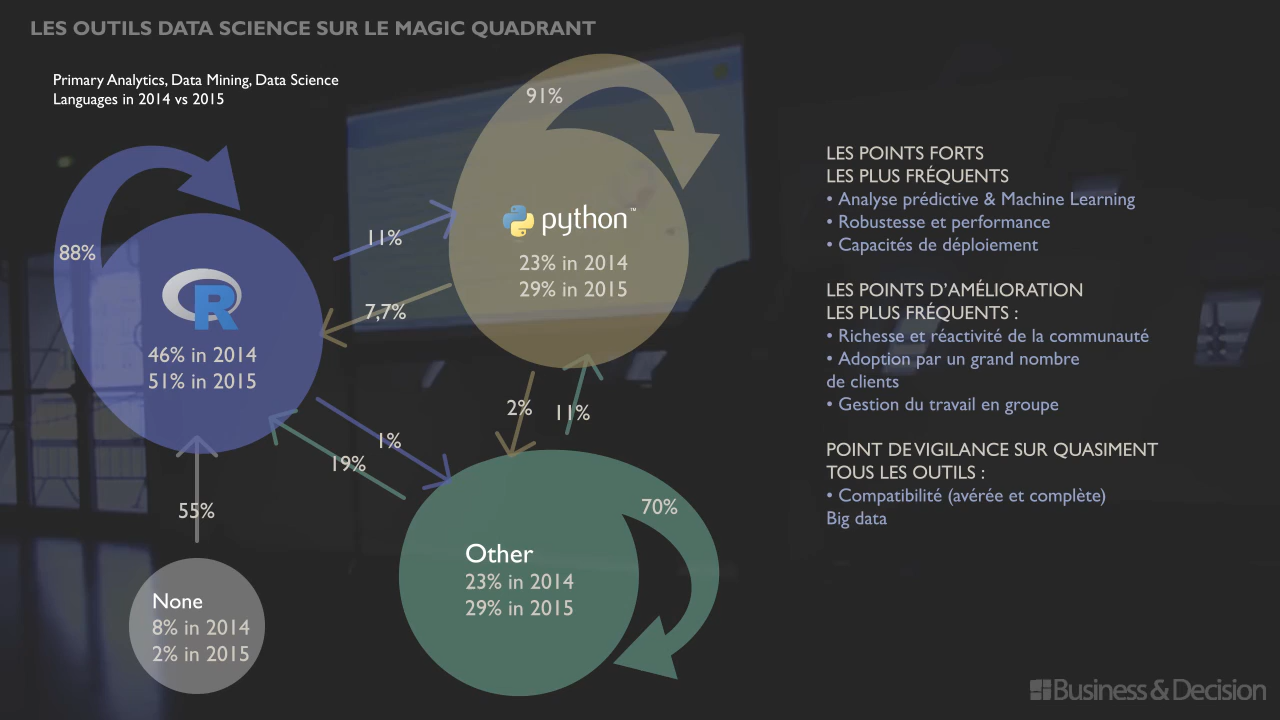 LES OUTILS DATA SCIENCE SUR LE MAGIC QUADRANT
Primary Analytics, Data Mining, Data Science
Languages in 2014 vs 2015
91%
88%
11%
7,7%
python™
23% in 2014
29% in 2015
R
46% in 2014
51% in 2015
2%
11%
1%
19%
55%
70%
Other
23% in 2014
29% in 2015
None
8% in 2014
2% in 2015
LES POINTS FORTS
LES PLUS FRÉQUENTS
• Analyse prédictive & Machine Learning
• Robustesse et performance
• Capacités de déploiement
LES POINTS D’AMÉLIORATION
LES PLUS FRÉQUENTS :
• Richesse et réactivité de la communauté
• Adoption par un grand nombre
de clients
• Gestion du travail en groupe
POINT DE VIGILANCE SUR QUASIMENT
TOUS LES OUTILS :
• Compatibilité (avérée et complète)
Big data
Business & Decision